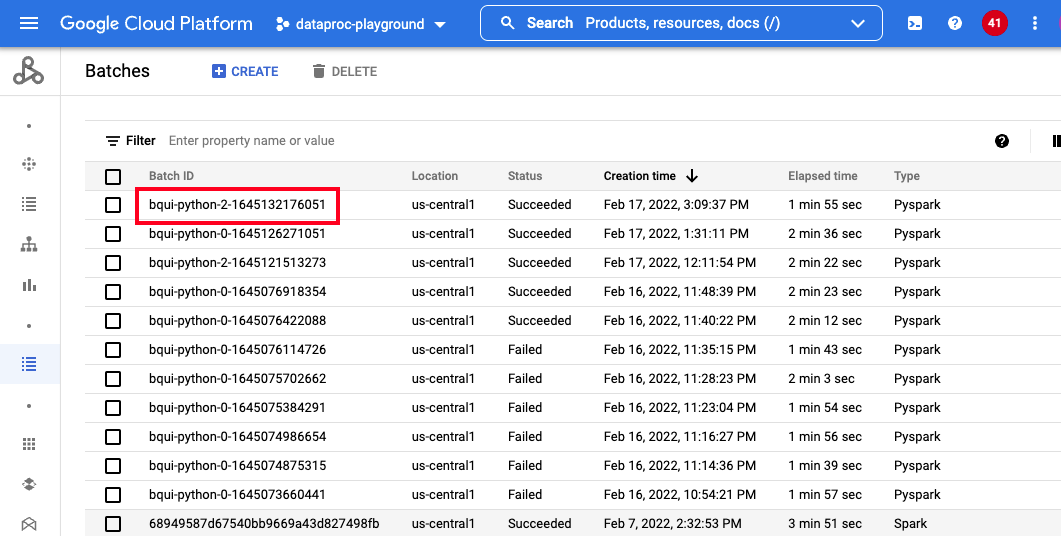 Google Cloud Platform dataproc-playground Search Products, resources, docs (/) 41
Batches CREATE DELETE
Filter Enter property name or value
Batch ID Location Status Creation time Elapsed time Type
bqui-python-2-1645132176051 us-central1 Succeeded Feb 17, 2022, 3:09:37 PM 1 min 55 sec Pyspark
bqui-python-0-1645126271051 us-central1 Succeeded Feb 17, 2022, 1:31:11 PM 2 min 36 sec Pyspark
bqui-python-2-1645121513273 us-central1 Succeeded Feb 17, 2022, 12:11:54 PM 2 min 22 sec Pyspark
bqui-python-0-1645076918354 us-central1 Succeeded Feb 16, 2022, 11:48:39 PM 2 min 23 sec Pyspark
bqui-python-0-1645076422088 us-central1 Succeeded Feb 16, 2022, 11:40:22 PM 2 min 12 sec Pyspark
bqui-python-0-1645076114726 us-central1 Failed Feb 16, 2022, 11:35:15 PM 1 min 43 sec Pyspark
bqui-python-0-1645075702662 us-central1 Failed Feb 16, 2022, 11:28:23 PM 2 min 3 sec Pyspark
bqui-python-0-1645075384291 us-central1 Failed Feb 16, 2022, 11:23:04 PM 1 min 54 sec Pyspark
bqui-python-0-1645074986654 us-central1 Failed Feb 16, 2022, 11:16:27 PM 1 min 56 sec Pyspark
bqui-python-0-1645074875315 us-central1 Failed Feb 16, 2022, 11:14:36 PM 1 min 39 sec Pyspark
bqui-python-0-1645073660441 us-central1 Failed Feb 16, 2022, 10:54:21 PM 1 min 57 sec Pyspark
68949587d67540bb9669a43d827498fb us-central1 Succeeded Feb 7, 2022, 2:32:53 PM 3 min 51 sec Spark